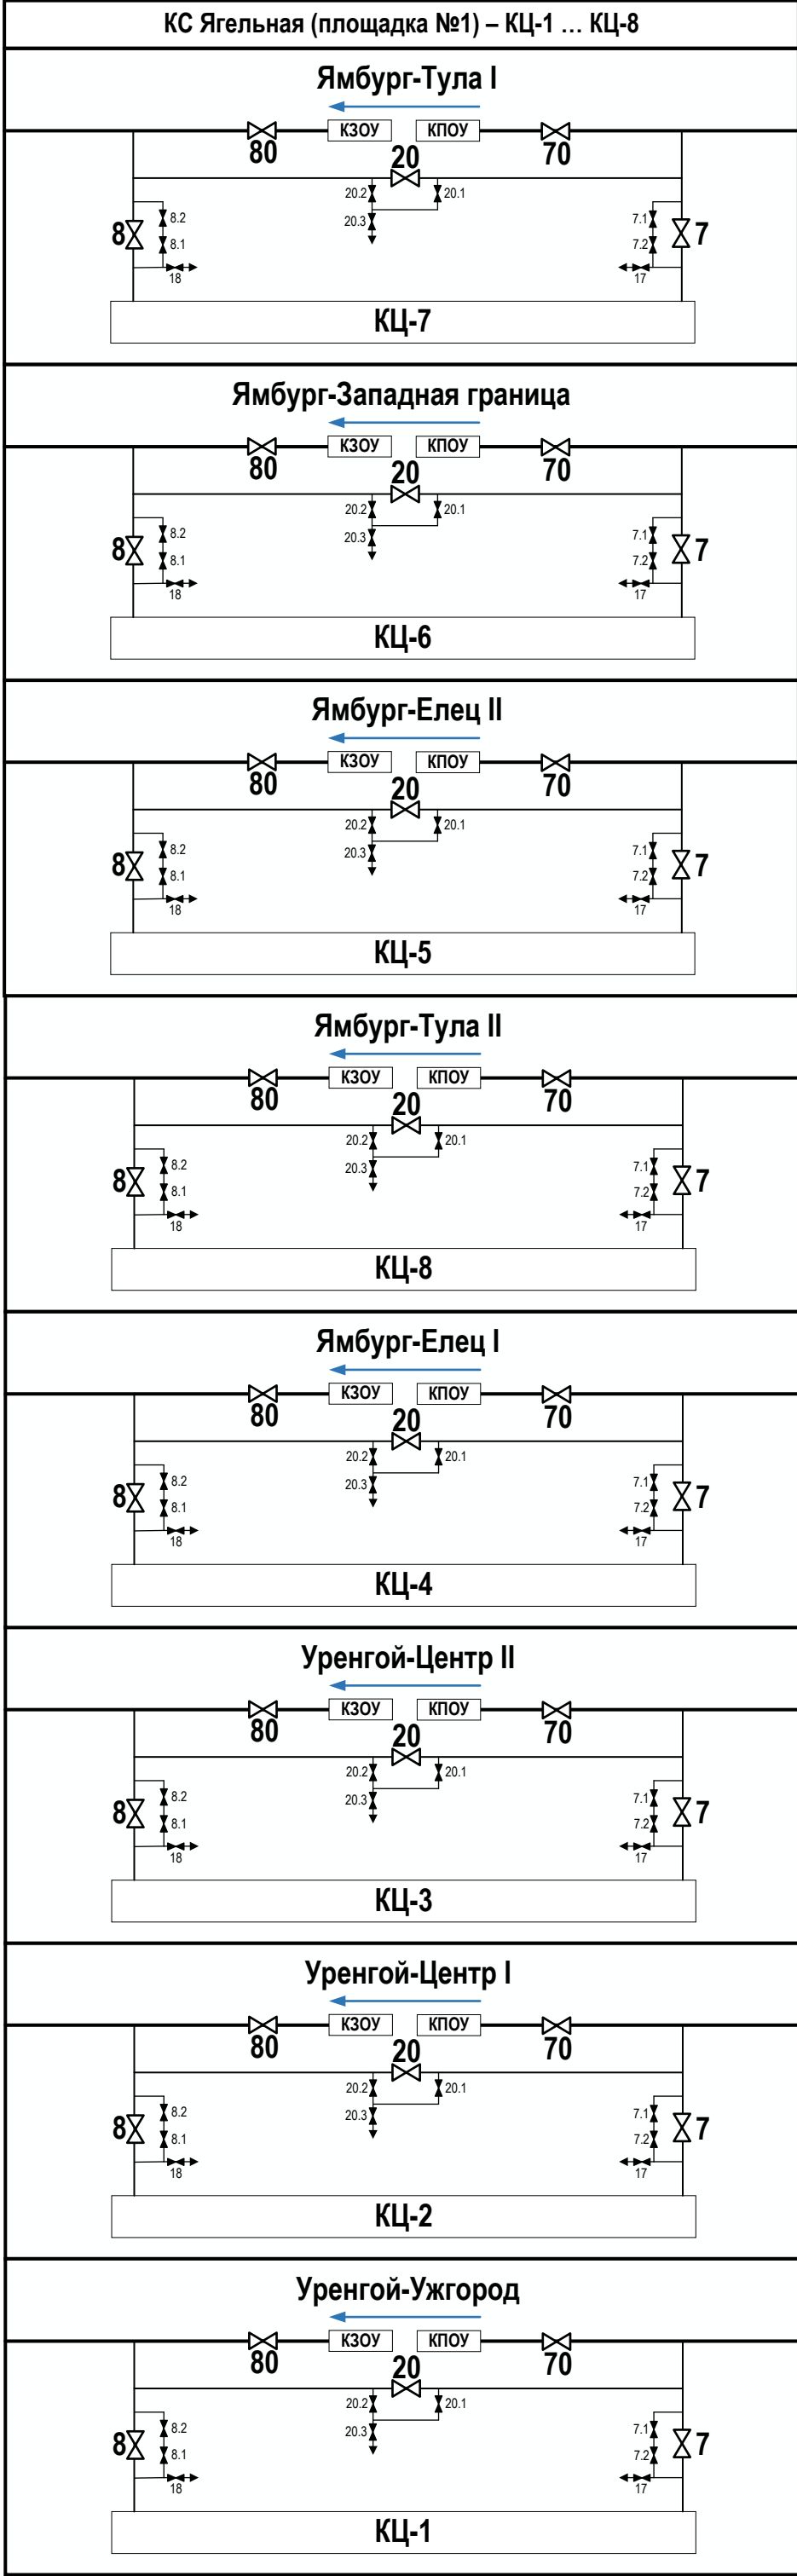 КС Ягельная (площадка №1) – КЦ-1 ... КЦ-8
Ямбург-Тула I
КЗОУ КПОУ
80 20 70
20.2 20.1
20.3
8 8.2 7.1 7
8.1 7.2
18 17
КЦ-7
Ямбург-Западная граница
КЗОУ КПОУ
80 20 70
20.2 20.1
20.3
8 8.2 7.1 7
8.1 7.2
18 17
КЦ-6
Ямбург-Елец II
КЗОУ КПОУ
80 20 70
20.2 20.1
20.3
8 8.2 7.1 7
8.1 7.2
18 17
КЦ-5
Ямбург-Тула II
КЗОУ КПОУ
80 20 70
20.2 20.1
20.3
8 8.2 7.1 7
8.1 7.2
18 17
КЦ-8
Ямбург-Елец I
КЗОУ КПОУ
80 20 70
20.2 20.1
20.3
8 8.2 7.1 7
8.1 7.2
18 17
КЦ-4
Уренгой-Центр II
КЗОУ КПОУ
80 20 70
20.2 20.1
20.3
8 8.2 7.1 7
8.1 7.2
18 17
КЦ-3
Уренгой-Центр I
КЗОУ КПОУ
80 20 70
20.2 20.1
20.3
8 8.2 7.1 7
8.1 7.2
18 17
КЦ-2
Уренгой-Ужгород
КЗОУ КПОУ
80 20 70
20.2 20.1
20.3
8 8.2 7.1 7
8.1 7.2
18 17
КЦ-1